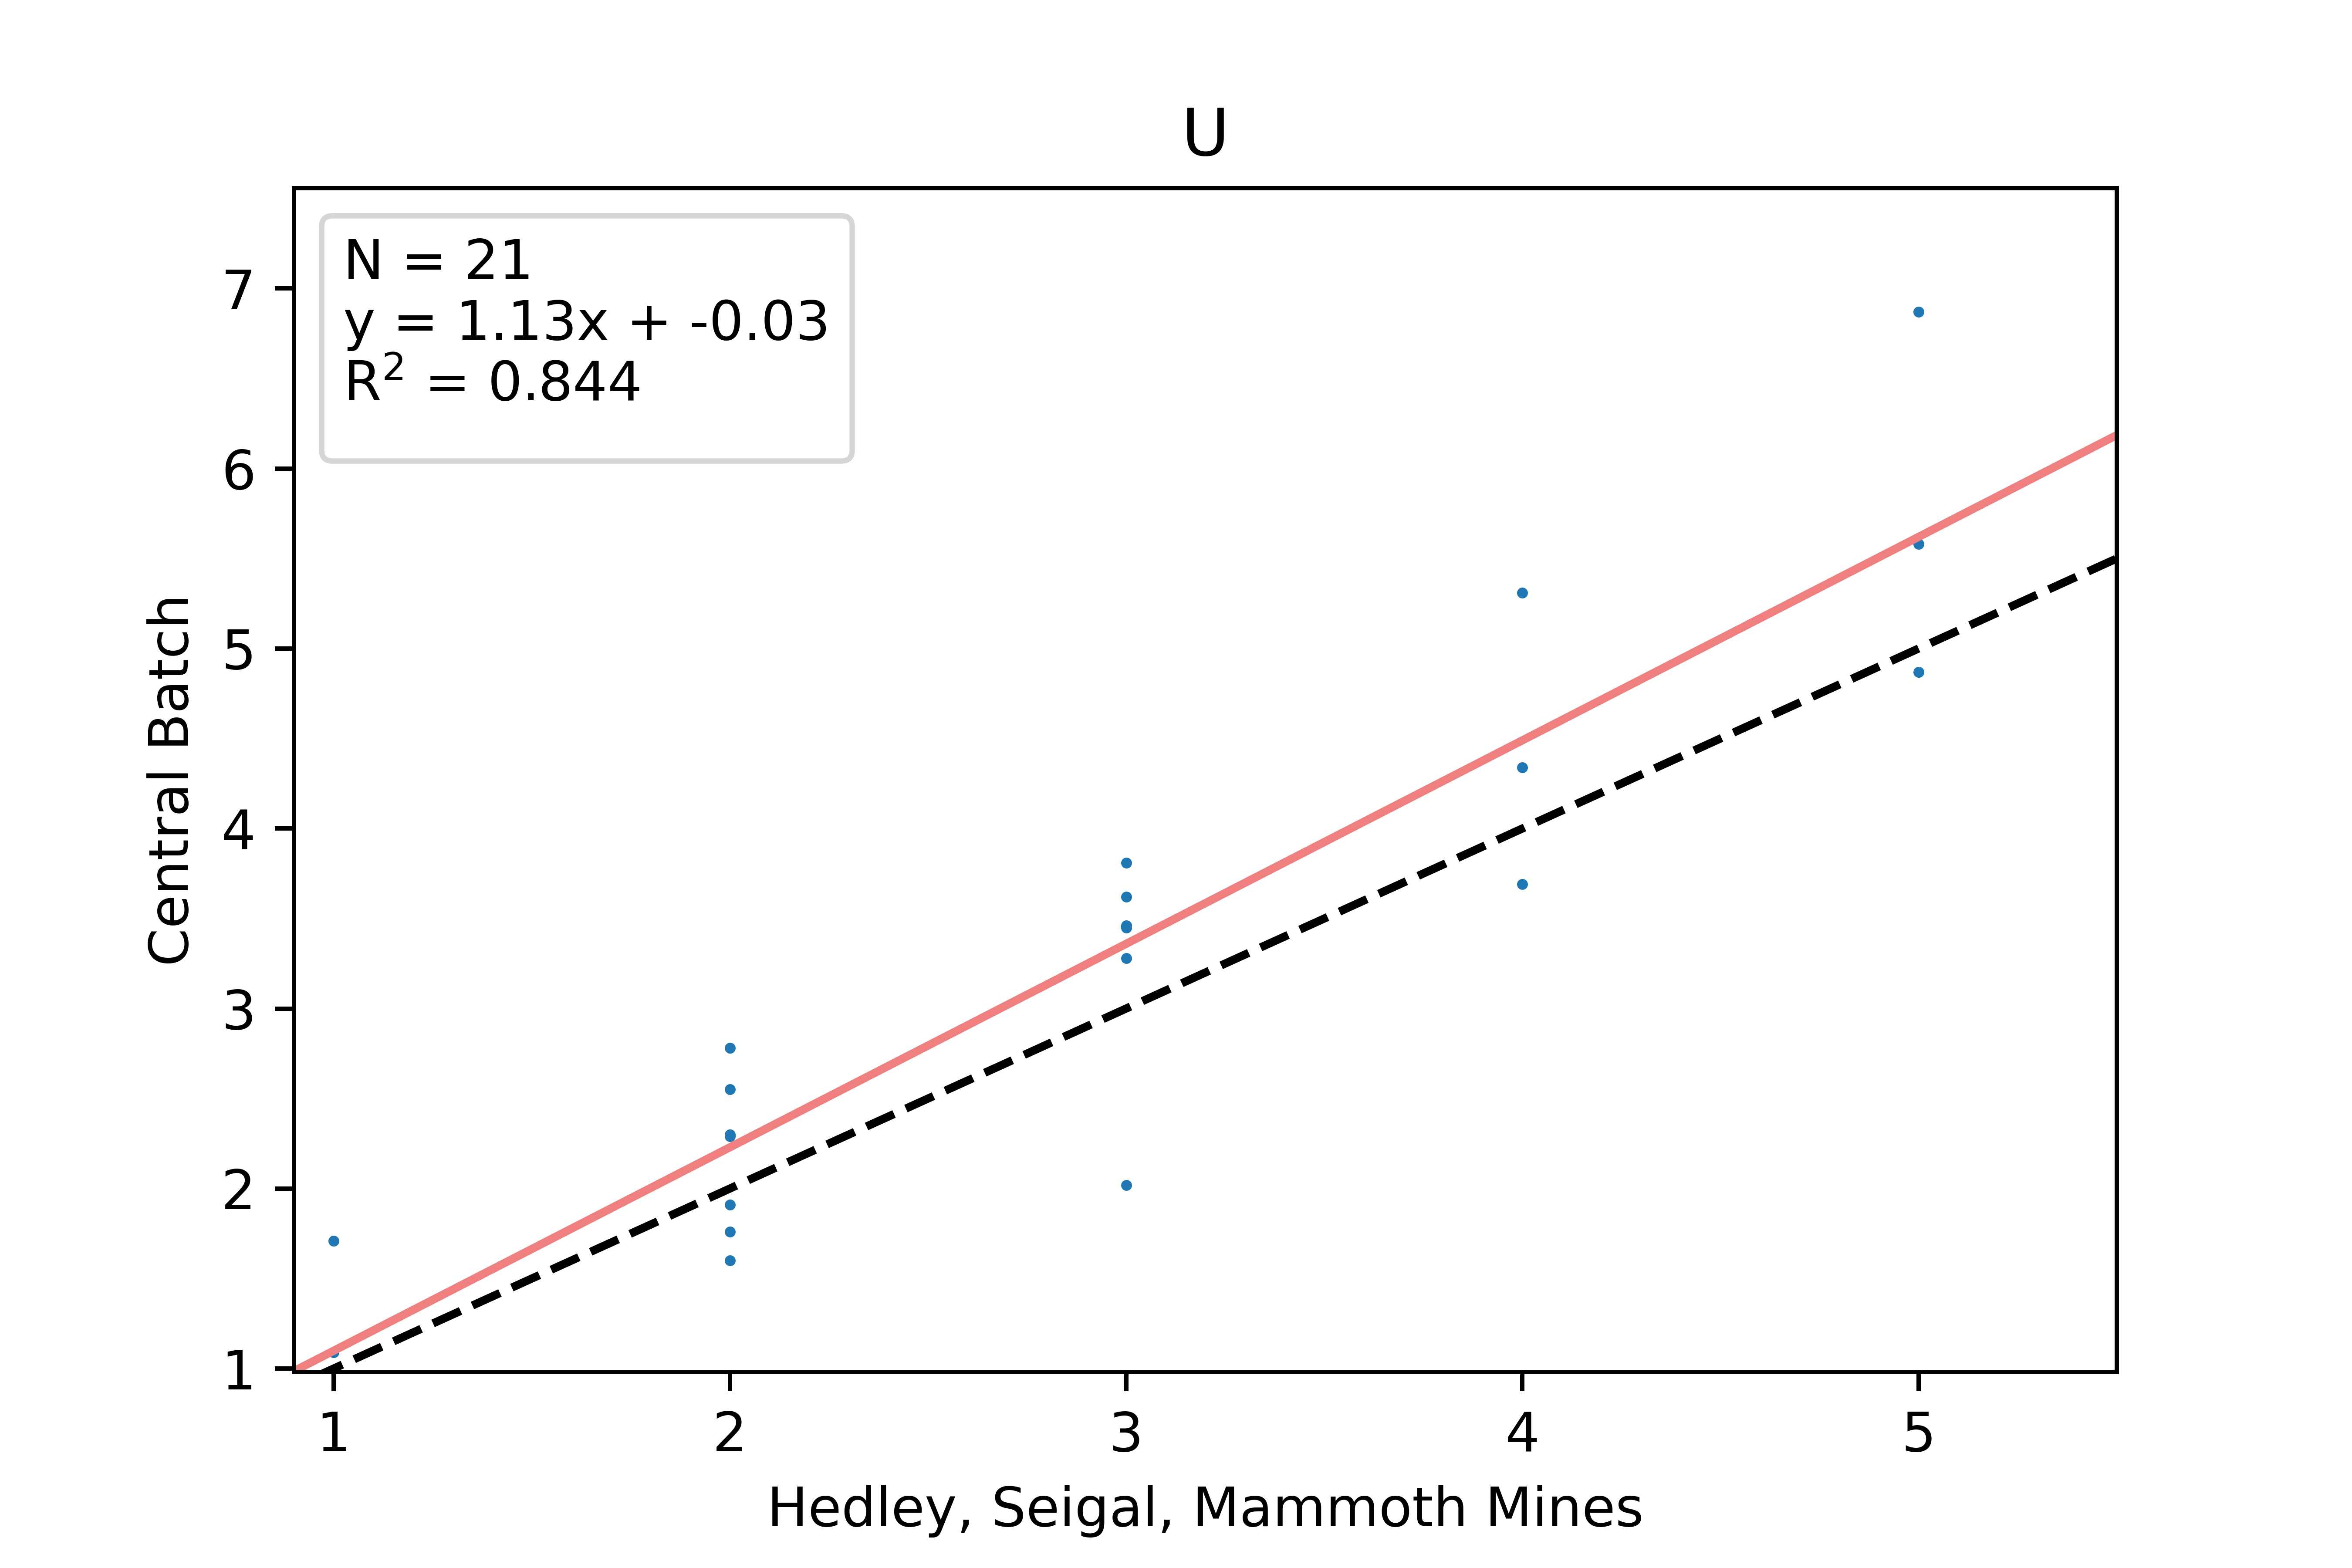 U
N = 21
y = 1.13x + -0.03
R² = 0.844
7
6
5
4
3
2
1
Central Batch
1 2 3 4 5
Hedley, Seigal, Mammoth Mines